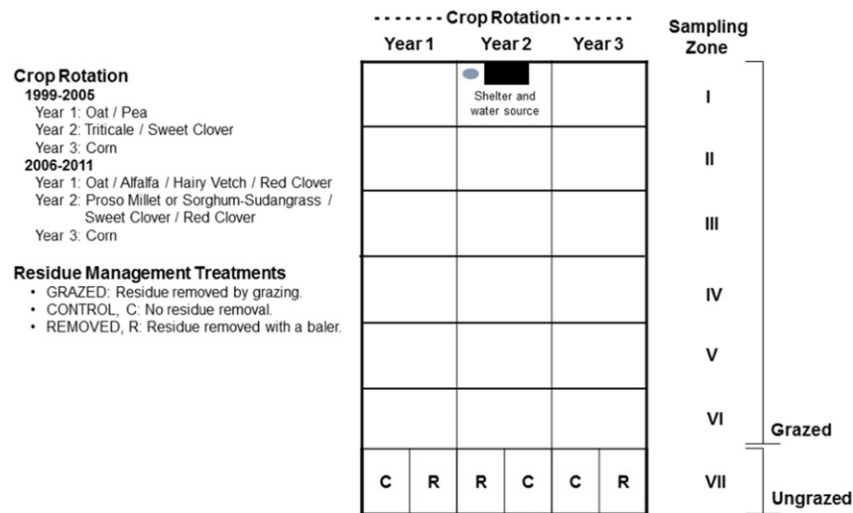 ------- Crop Rotation -------
Year 1 Year 2 Year 3
Sampling
Zone
Crop Rotation
1999-2005
Year 1: Oat / Pea
Year 2: Triticale / Sweet Clover
Year 3: Corn
2006-2011
Year 1: Oat / Alfalfa / Hairy Vetch / Red Clover
Year 2: Proso Millet or Sorghum-Sudangrass /
Sweet Clover / Red Clover
Year 3: Corn
Residue Management Treatments
• GRAZED: Residue removed by grazing.
• CONTROL, C: No residue removal.
• REMOVED, R: Residue removed with a baler.
Shelter and
water source
I
II
III
IV
V
VI
Grazed
C R R C C R
VII
Ungrazed